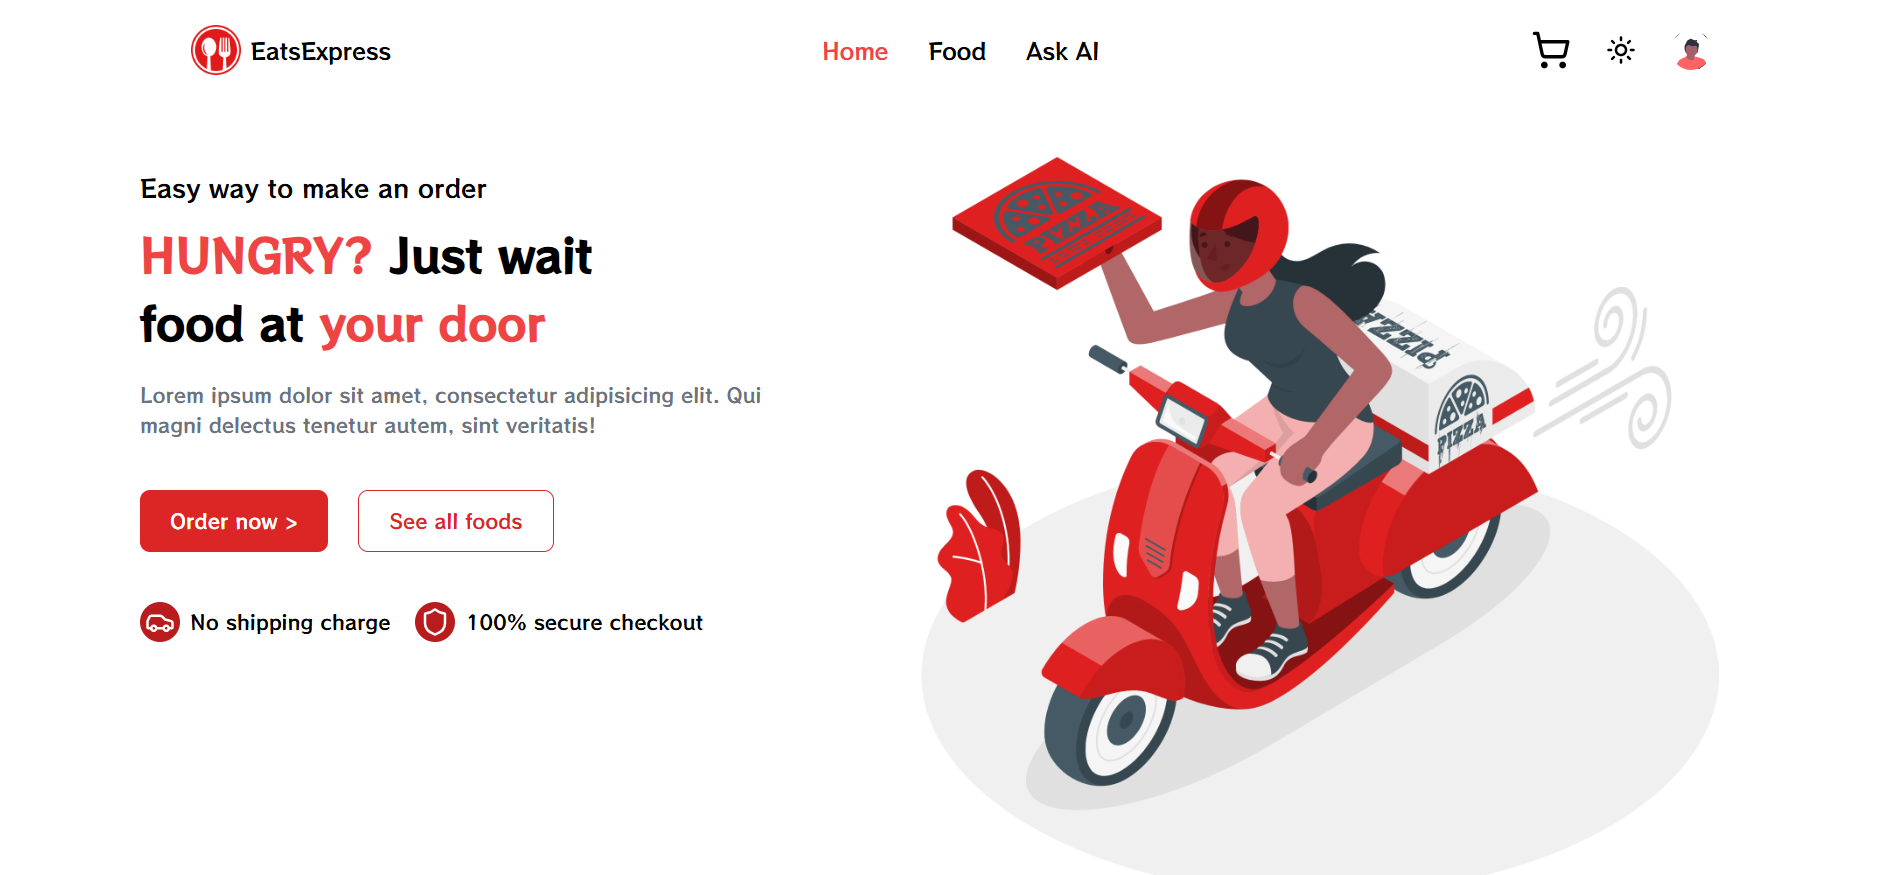 EatsExpress
Home Food Ask AI
Easy way to make an order
HUNGRY? Just wait
food at your door
Lorem ipsum dolor sit amet, consectetur adipisicing elit. Qui
magni delectus tenetur autem, sint veritatis!
Order now > See all foods
No shipping charge 100% secure checkout
PIZZA
PIZZA
PIZZA